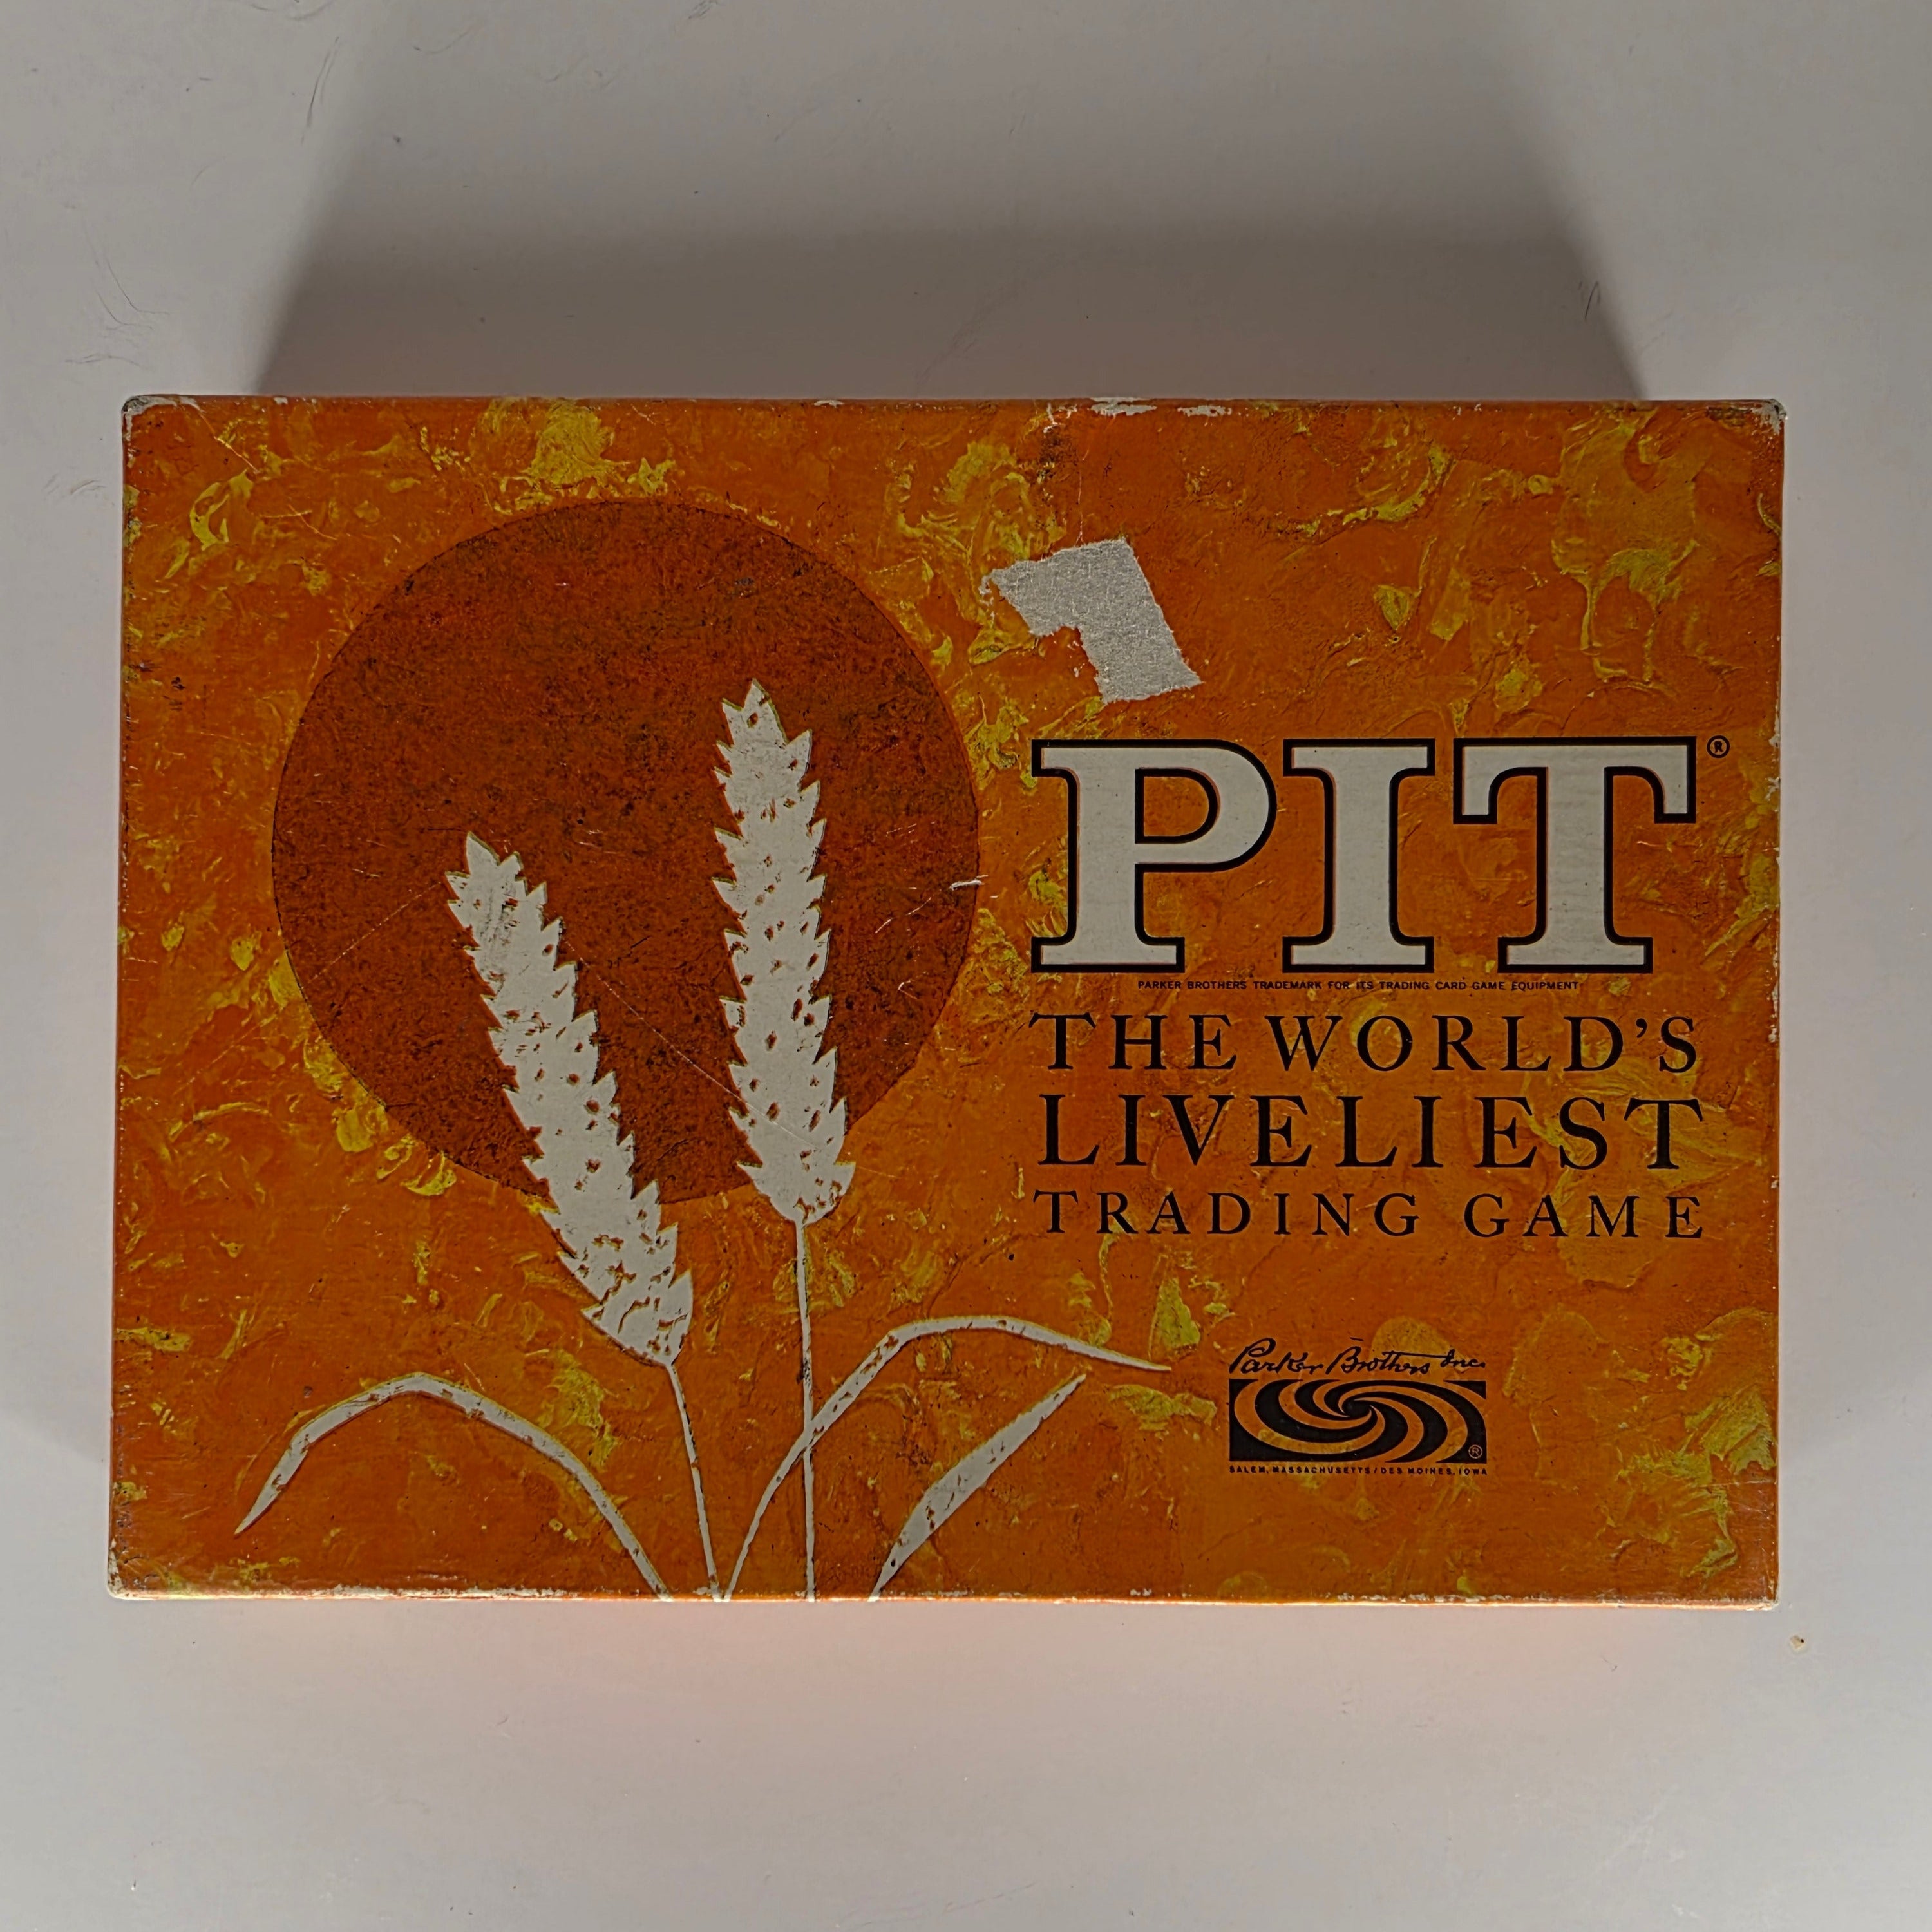 PIT®
PARKER BROTHERS TRADEMARK FOR ITS TRADING CARD GAME EQUIPMENT
THE WORLD'S
LIVELIEST
TRADING GAME
Parker Brothers Inc.
®
SALEM, MASSACHUSETTS / DES MOINES, IOWA